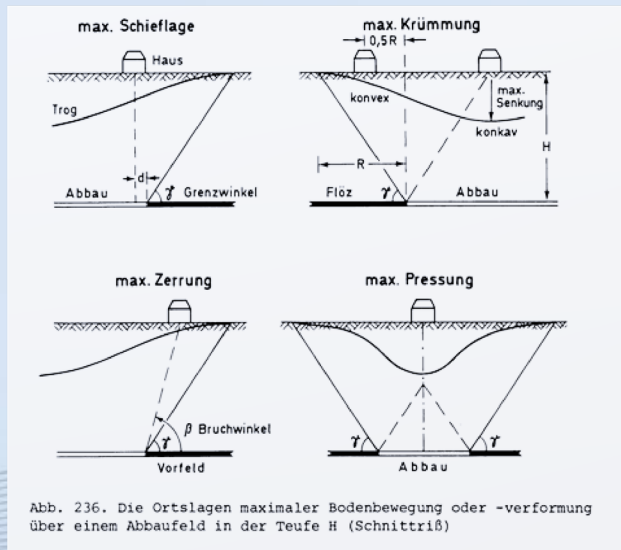 max. Schieflage
Haus
Trog
d
Abbau
γ Grenzwinkel
max. Krümmung
0,5R
konvex
max.
Senkung
konkav
H
R
Flöz
γ
Abbau
max. Zerrung
β Bruchwinkel
γ
Vorfeld
max. Pressung
γ
γ
Abbau
Abb. 236. Die Ortslagen maximaler Bodenbewegung oder -verformung
über einem Abbaufeld in der Teufe H (Schnittriß)